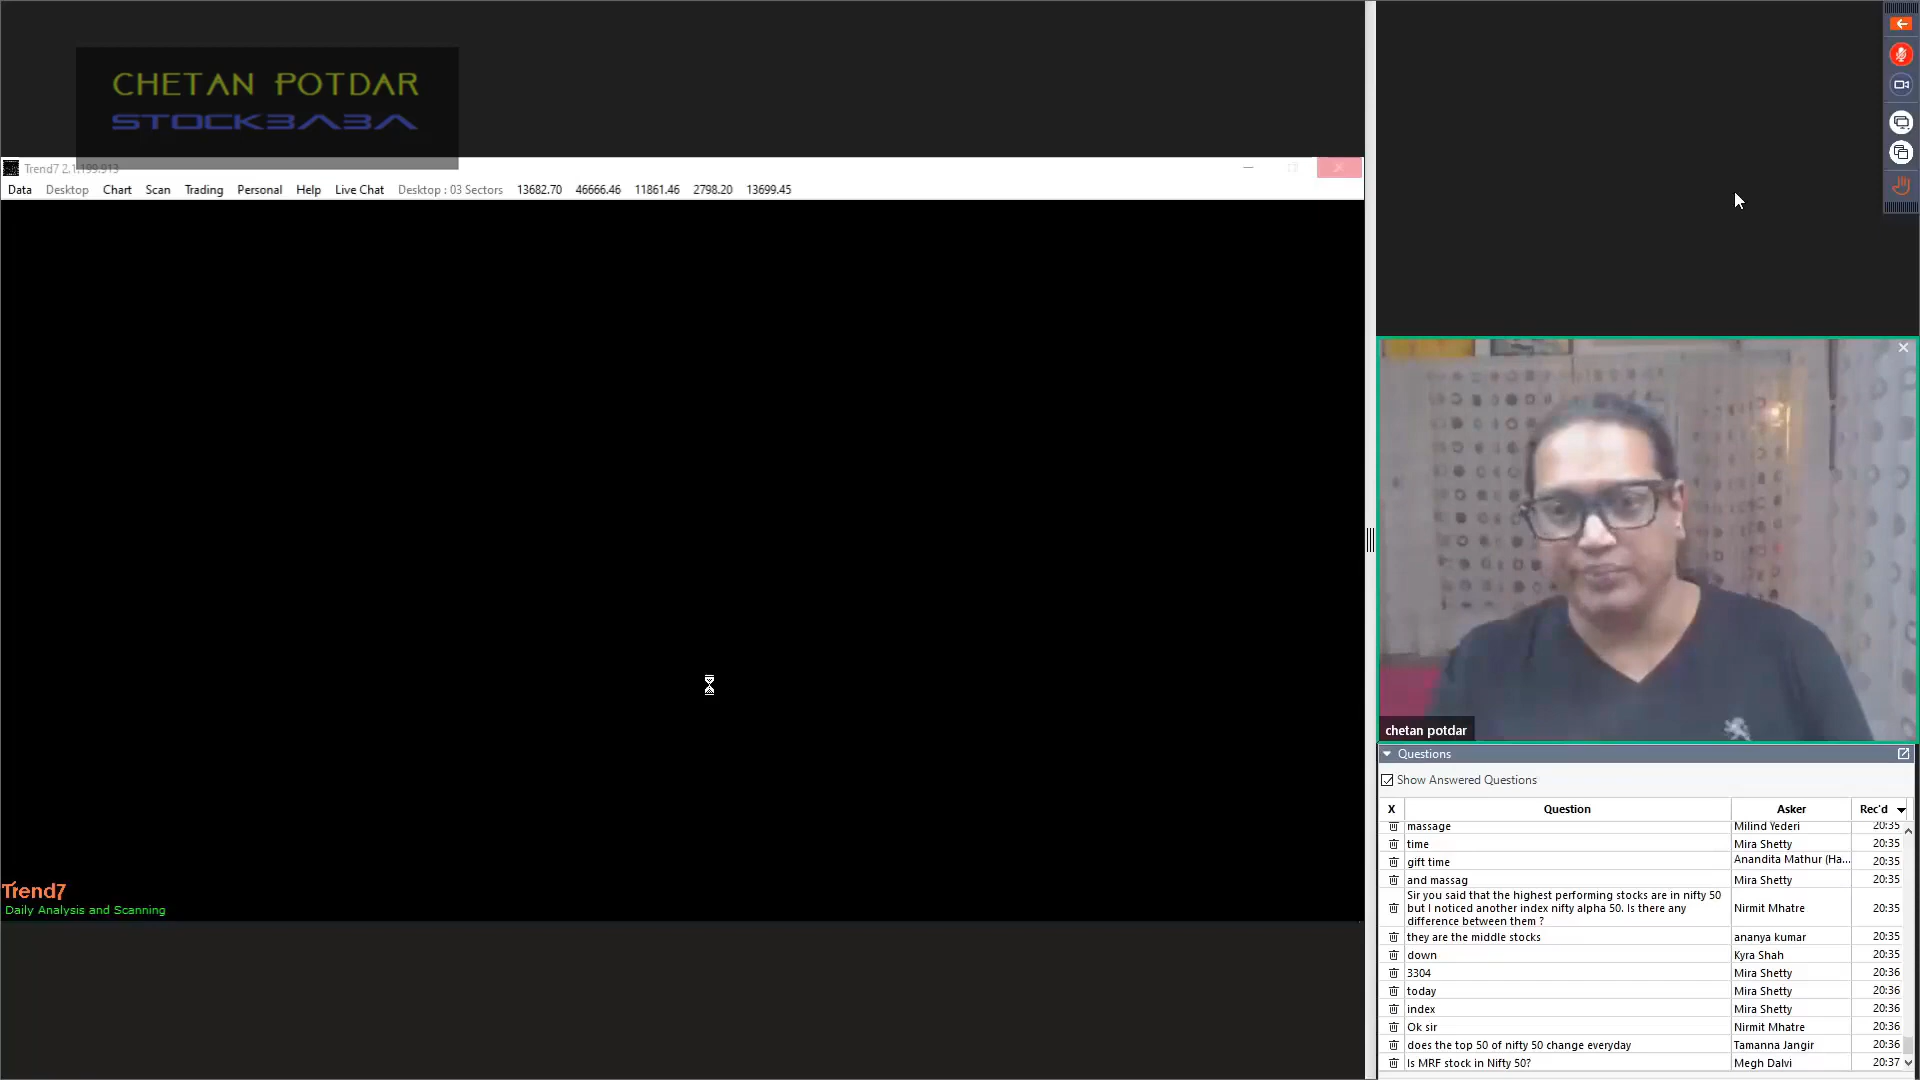 CHETAN POTDAR
STOCKBABA
Trend7 2.1.199.913
Data Desktop Chart Scan Trading Personal Help Live Chat Desktop : 03 Sectors 13682.70 46666.46 11861.46 2798.20 13699.45
Trend7
Daily Analysis and Scanning
chetan potdar
Questions
Show Answered Questions
X Question Asker Rec'd
massage Milind Yederi 20:35
time Mira Shetty 20:35
gift time Anandita Mathur (Ha... 20:35
and massag Mira Shetty 20:35
Sir you said that the highest performing stocks are in nifty 50
but I noticed another index nifty alpha 50. Is there any
difference between them ? Nirmit Mhatre 20:35
they are the middle stocks ananya kumar 20:35
down Kyra Shah 20:35
3304 Mira Shetty 20:36
today Mira Shetty 20:36
index Mira Shetty 20:36
Ok sir Nirmit Mhatre 20:36
does the top 50 of nifty 50 change everyday Tamanna Jangir 20:36
Is MRF stock in Nifty 50? Megh Dalvi 20:37